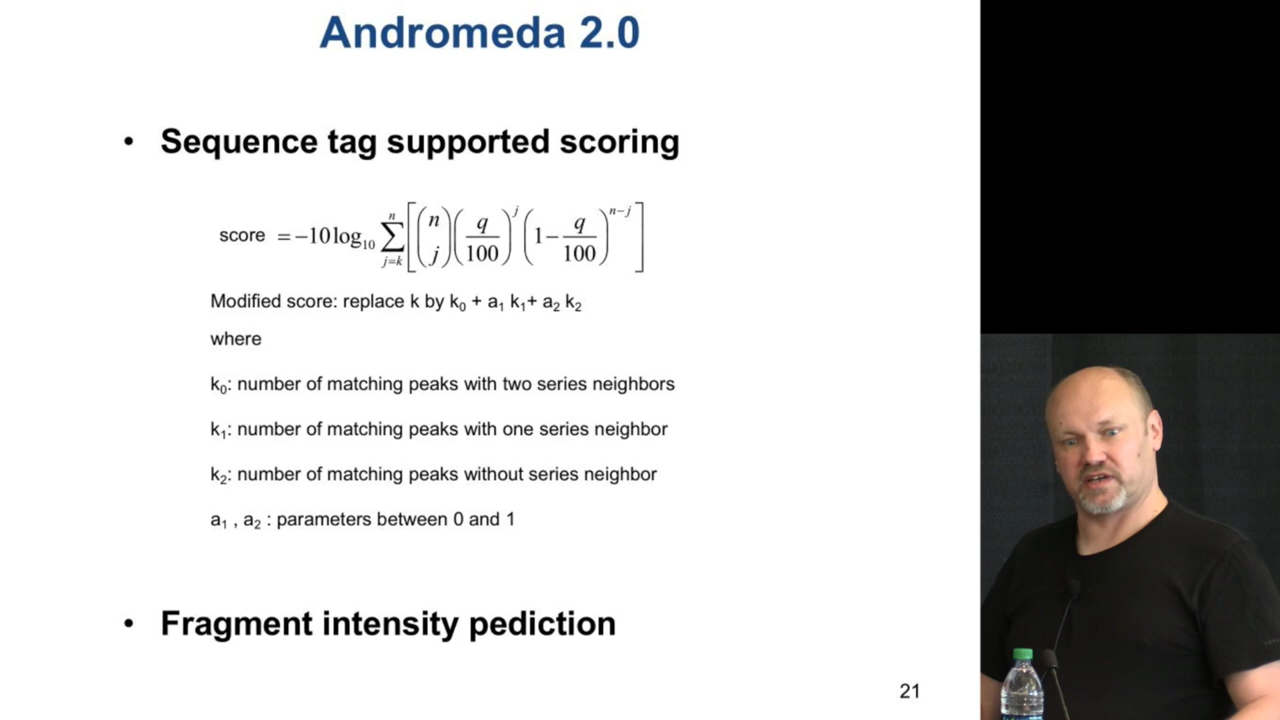 Andromeda 2.0
• Sequence tag supported scoring
score = −10 log₁₀ ∑ⱼ₌ₖⁿ [ (n j) (q/100)^j (1 − q/100)^(n−j) ]
Modified score: replace k by k₀ + a₁ k₁+ a₂ k₂
where
k₀: number of matching peaks with two series neighbors
k₁: number of matching peaks with one series neighbor
k₂: number of matching peaks without series neighbor
a₁ , a₂ : parameters between 0 and 1
• Fragment intensity pediction
21